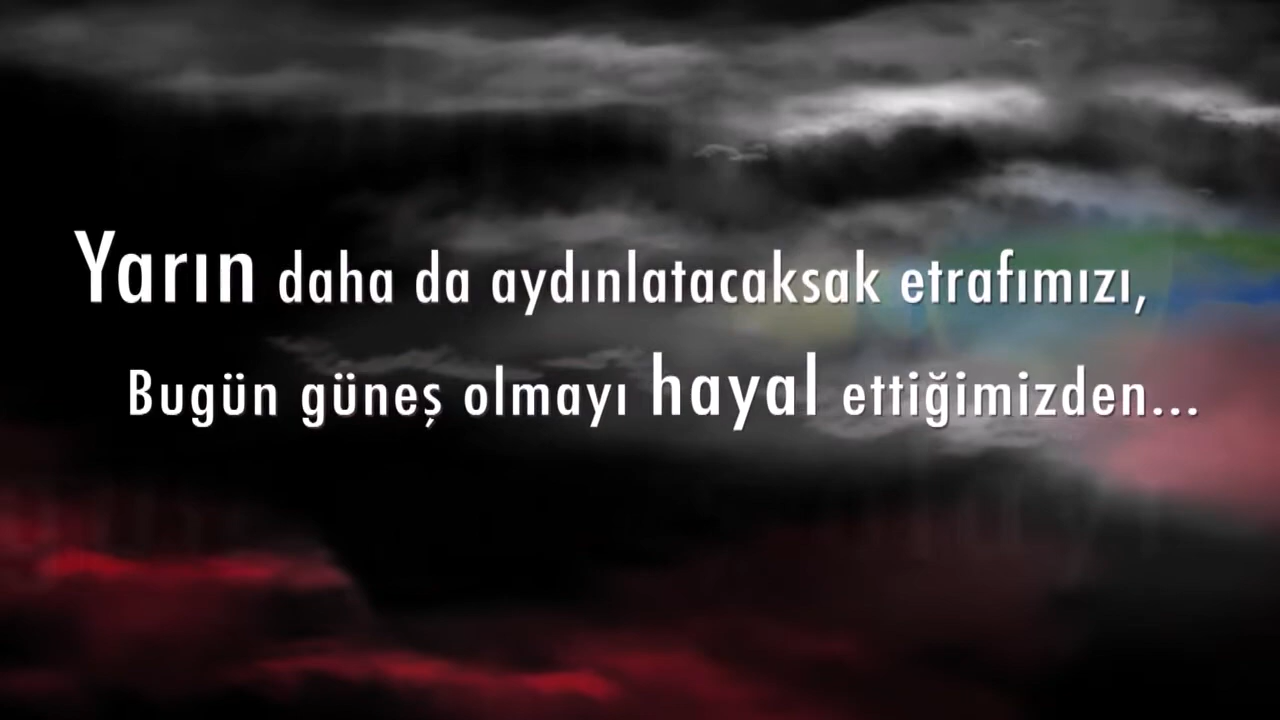 Yarın daha da aydınlatacaksak etrafımızı,
Bugün güneş olmayı hayal ettiğimizden...